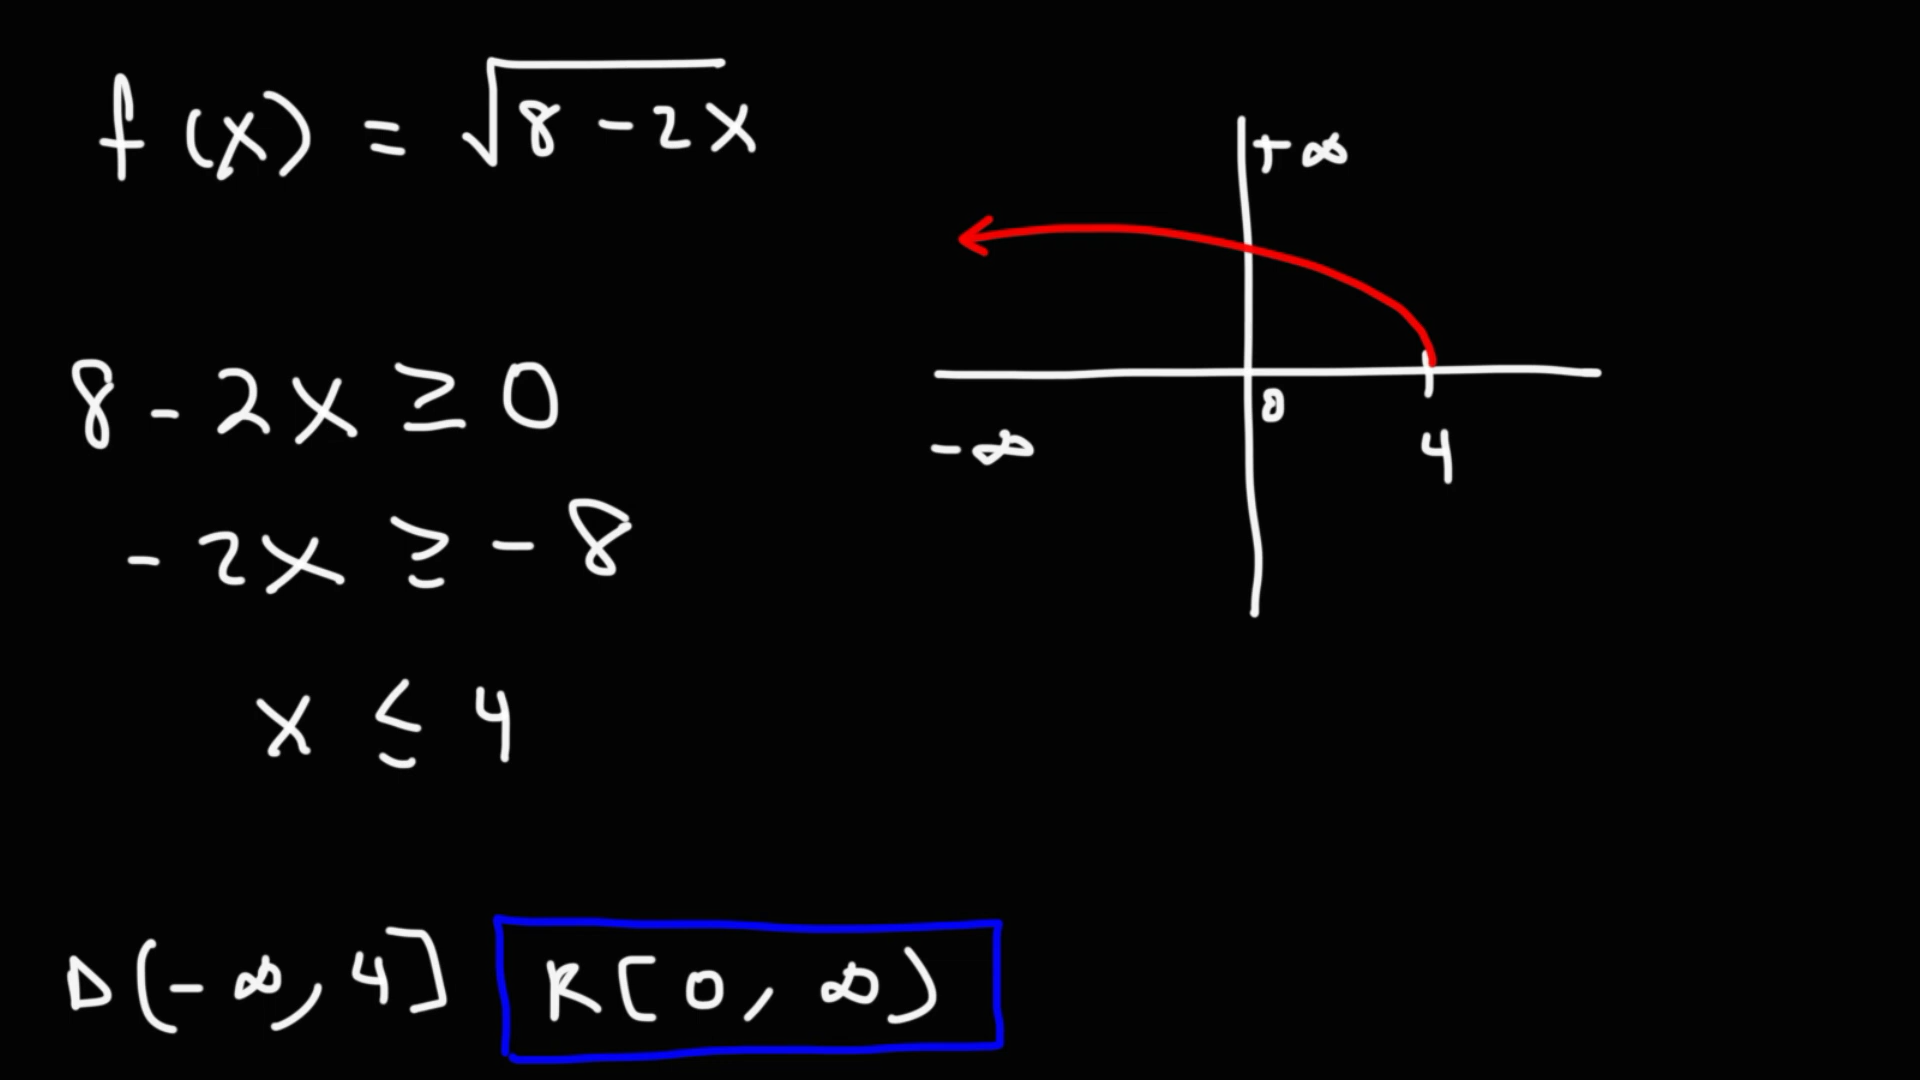 f(x) = √(8-2x)
+∞
8 - 2x ≥ 0
0
-∞
4
-2x ≥ -8
x ≤ 4
D(-∞, 4] R[0, ∞)